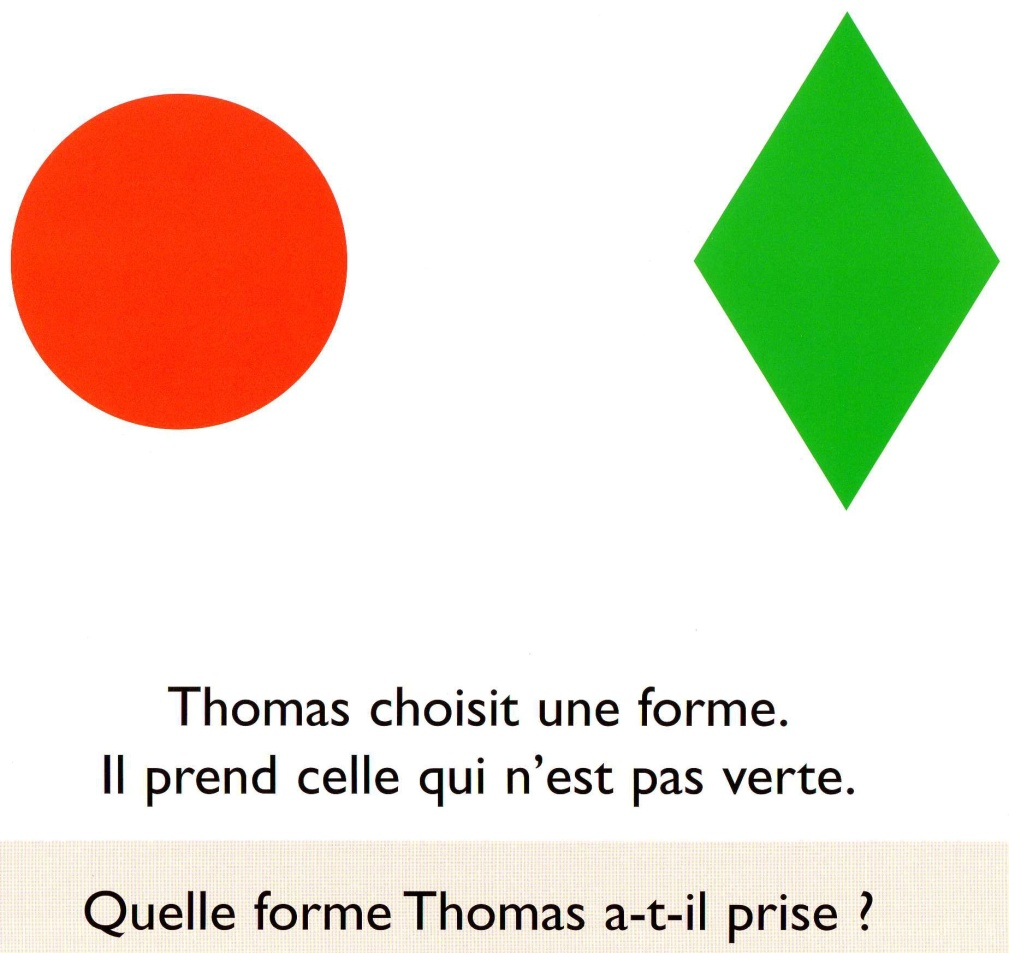 Thomas choisit une forme.
Il prend celle qui n’est pas verte.
Quelle forme Thomas a-t-il prise ?